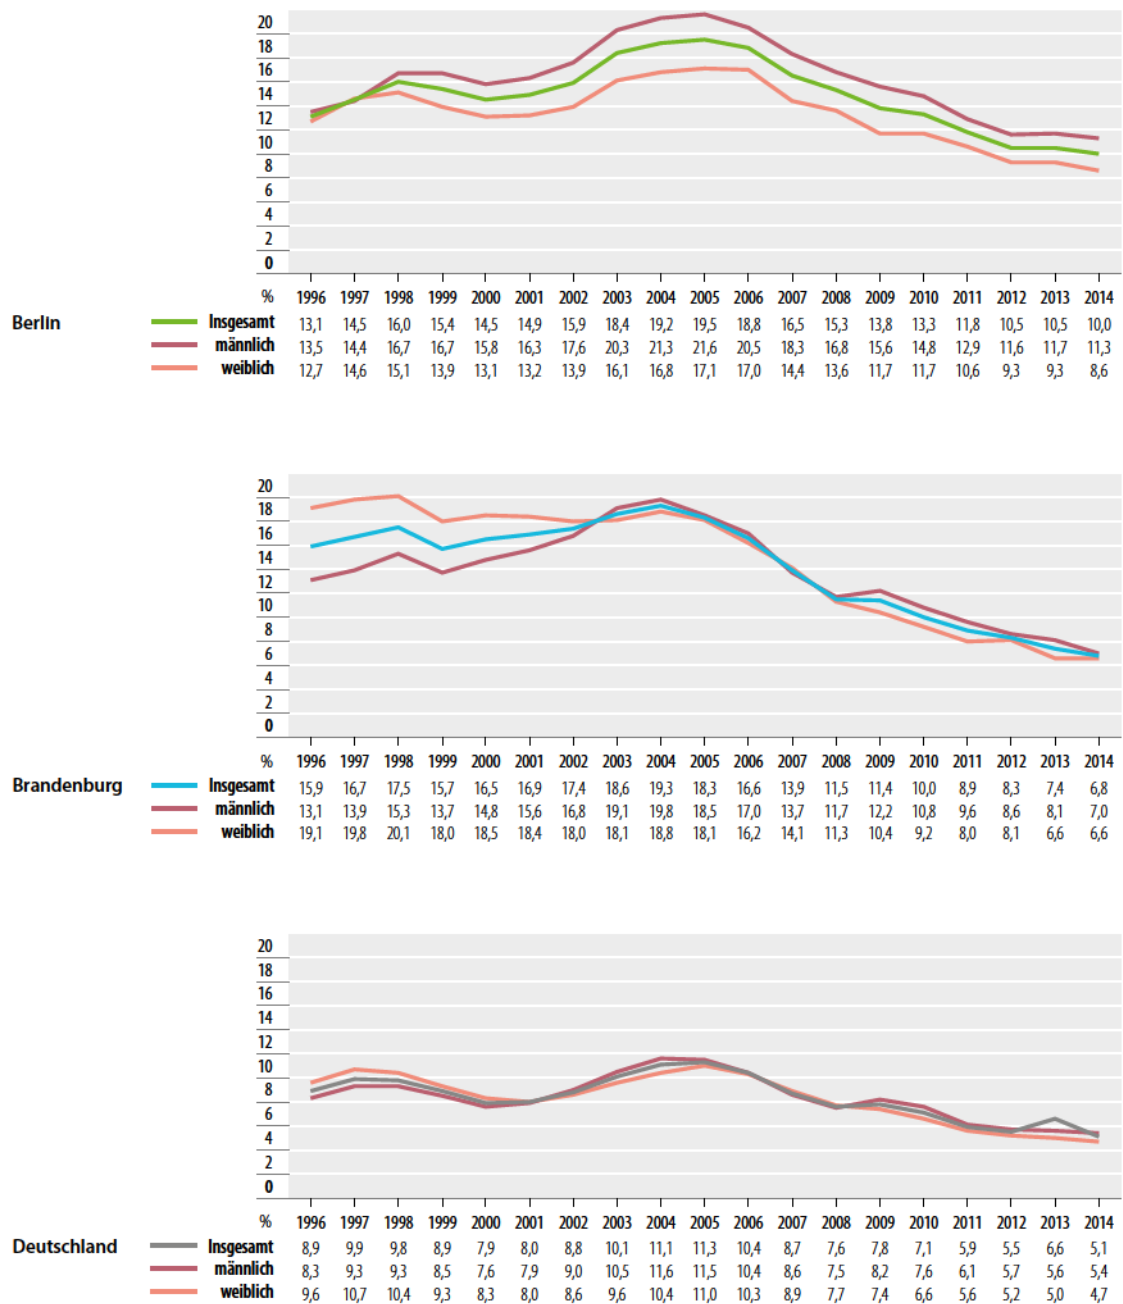 20
18
16
14
12
10
8
6
4
2
0
% 1996 1997 1998 1999 2000 2001 2002 2003 2004 2005 2006 2007 2008 2009 2010 2011 2012 2013 2014
Berlin Insgesamt 13,1 14,5 16,0 15,4 14,5 14,9 15,9 18,4 19,2 19,5 18,8 16,5 15,3 13,8 13,3 11,8 10,5 10,5 10,0
männlich 13,5 14,4 16,7 16,7 15,8 16,3 17,6 20,3 21,3 21,6 20,5 18,3 16,8 15,6 14,8 12,9 11,6 11,7 11,3
weiblich 12,7 14,6 15,1 13,9 13,1 13,2 13,9 16,1 16,8 17,1 17,0 14,4 13,6 11,7 11,7 10,6 9,3 9,3 8,6
20
18
16
14
12
10
8
6
4
2
0
% 1996 1997 1998 1999 2000 2001 2002 2003 2004 2005 2006 2007 2008 2009 2010 2011 2012 2013 2014
Brandenburg Insgesamt 15,9 16,7 17,5 15,7 16,5 16,9 17,4 18,6 19,3 18,3 16,6 13,9 11,5 11,4 10,0 8,9 8,3 7,4 6,8
männlich 13,1 13,9 15,3 13,7 14,8 15,6 16,8 19,1 19,8 18,5 17,0 13,7 11,7 12,2 10,8 9,6 8,6 8,1 7,0
weiblich 19,1 19,8 20,1 18,0 18,5 18,4 18,0 18,1 18,8 18,1 16,2 14,1 11,3 10,4 9,2 8,0 8,1 6,6 6,6
20
18
16
14
12
10
8
6
4
2
0
% 1996 1997 1998 1999 2000 2001 2002 2003 2004 2005 2006 2007 2008 2009 2010 2011 2012 2013 2014
Deutschland Insgesamt 8,9 9,9 9,8 8,9 7,9 8,0 8,8 10,1 11,1 11,3 10,4 8,7 7,6 7,8 7,1 5,9 5,5 6,6 5,1
männlich 8,3 9,3 9,3 8,5 7,6 7,9 9,0 10,5 11,6 11,5 10,4 8,6 7,5 8,2 7,6 6,1 5,7 5,6 5,4
weiblich 9,6 10,7 10,4 9,3 8,3 8,0 8,6 9,6 10,4 11,0 10,3 8,9 7,7 7,4 6,6 5,6 5,2 5,0 4,7